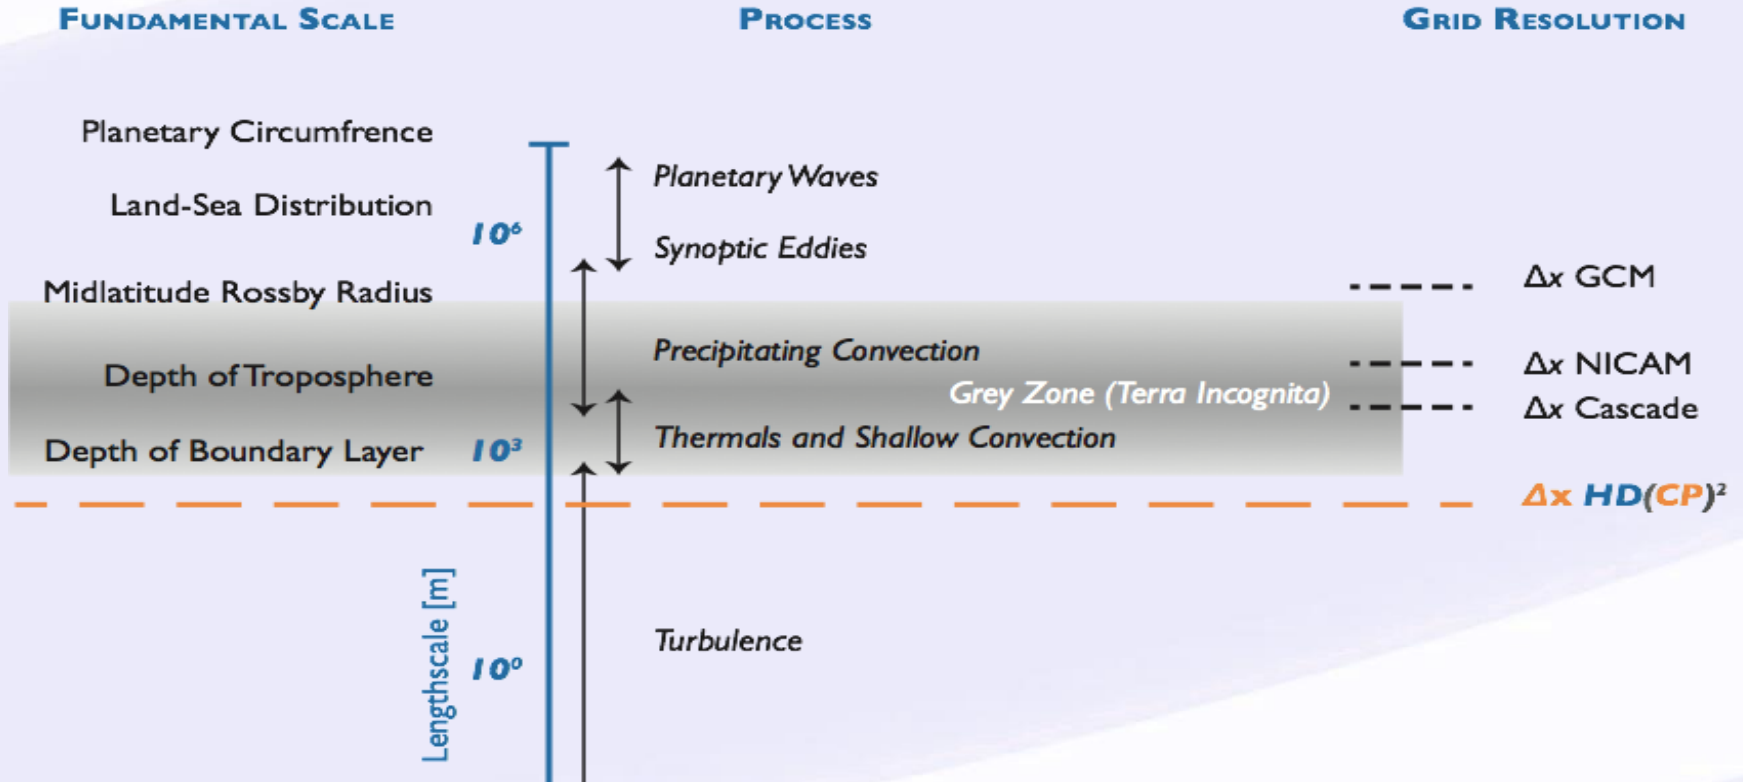 FUNDAMENTAL SCALE
PROCESS
GRID RESOLUTION
Planetary Circumfrence
Planetary Waves
Land-Sea Distribution
10⁶
Synoptic Eddies
Δx GCM
Midlatitude Rossby Radius
Precipitating Convection
Δx NICAM
Depth of Troposphere
Grey Zone (Terra Incognita)
Δx Cascade
Thermals and Shallow Convection
Depth of Boundary Layer
10³
Δx HD(CP)²
Lengthscale [m]
Turbulence
10⁰